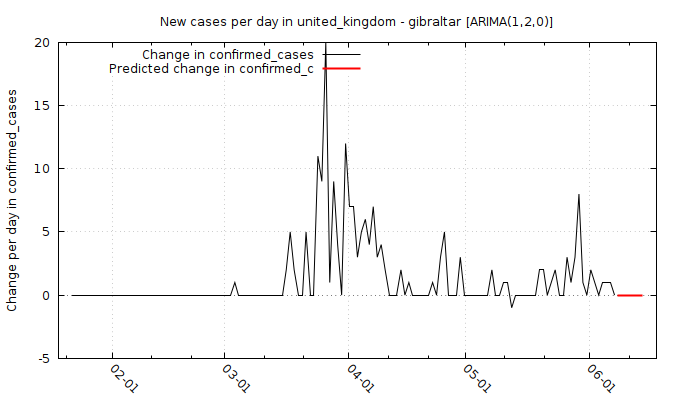 New cases per day in united_kingdom - gibraltar [ARIMA(1,2,0)]
Change in confirmed_cases
Predicted change in confirmed_c
Change per day in confirmed_cases
20
15
10
5
0
-5
02-01
03-01
04-01
05-01
06-01